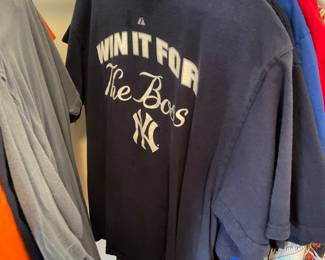 WIN IT FOR
The Boss
NY